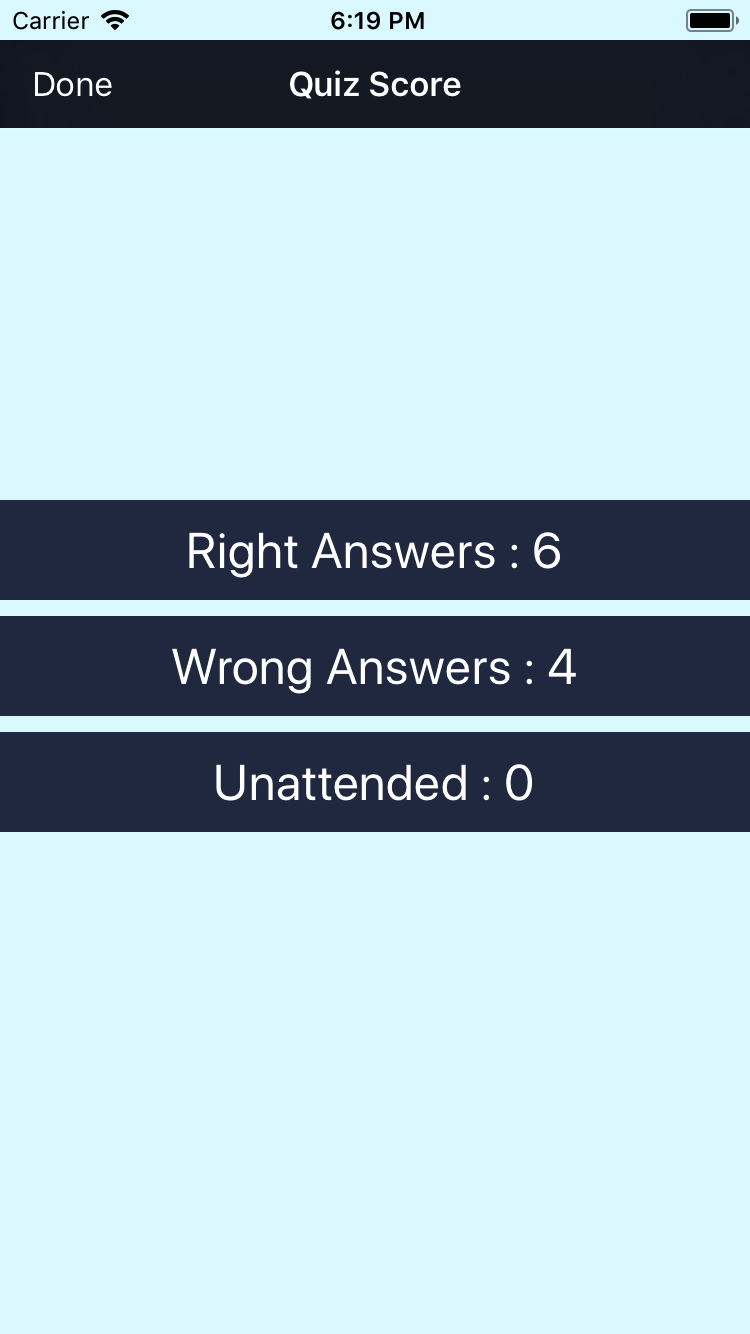 Carrier 6:19 PM
Done Quiz Score
Right Answers : 6
Wrong Answers : 4
Unattended : 0